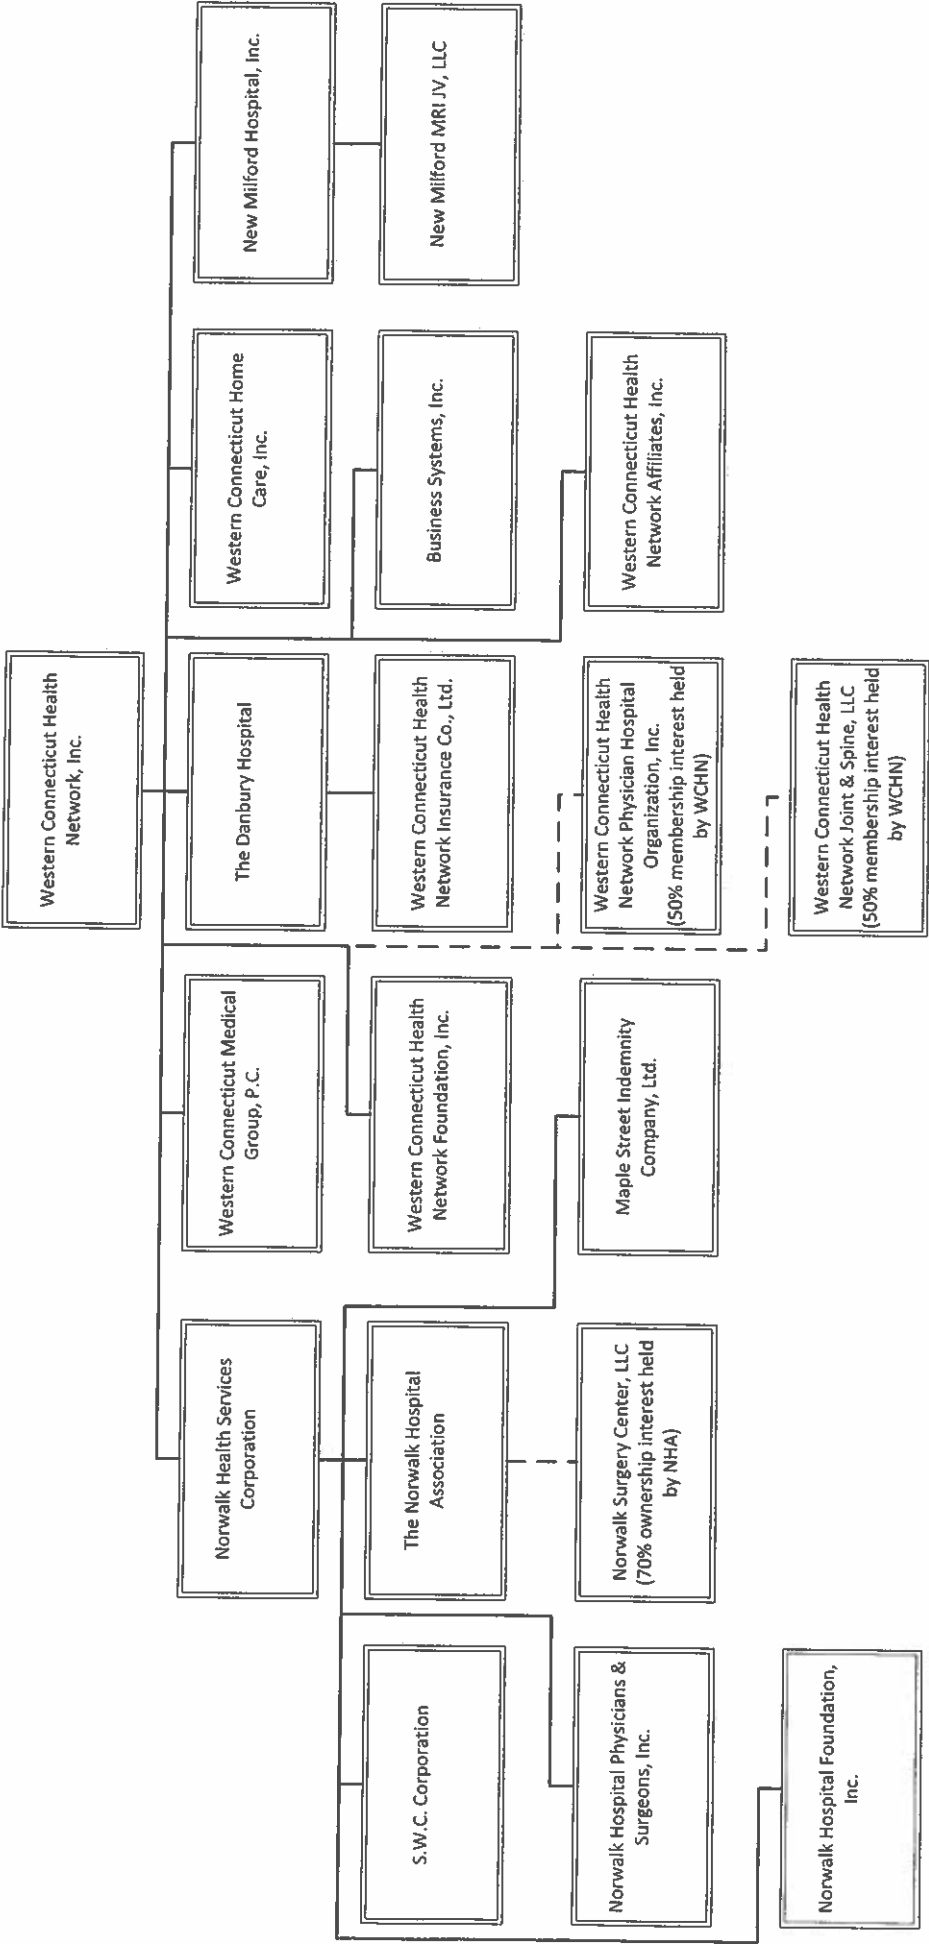 Western Connecticut Health
Network, Inc.
Norwalk Health Services
Corporation
Western Connecticut Medical
Group, P.C.
The Danbury Hospital
Western Connecticut Home
Care, Inc.
New Milford Hospital, Inc.
S.W.C. Corporation
The Norwalk Hospital
Association
Western Connecticut Health
Network Foundation, Inc.
Western Connecticut Health
Network Insurance Co., Ltd.
Business Systems, Inc.
New Milford MRI JV, LLC
Norwalk Hospital Physicians &
Surgeons, Inc.
Norwalk Surgery Center, LLC
(70% ownership interest held
by NHA)
Maple Street Indemnity
Company, Ltd.
Western Connecticut Health
Network Physician Hospital
Organization, Inc.
(50% membership interest held
by WCHN)
Western Connecticut Health
Network Affiliates, Inc.
Norwalk Hospital Foundation,
Inc.
Western Connecticut Health
Network Joint & Spine, LLC
(50% membership interest held
by WCHN)